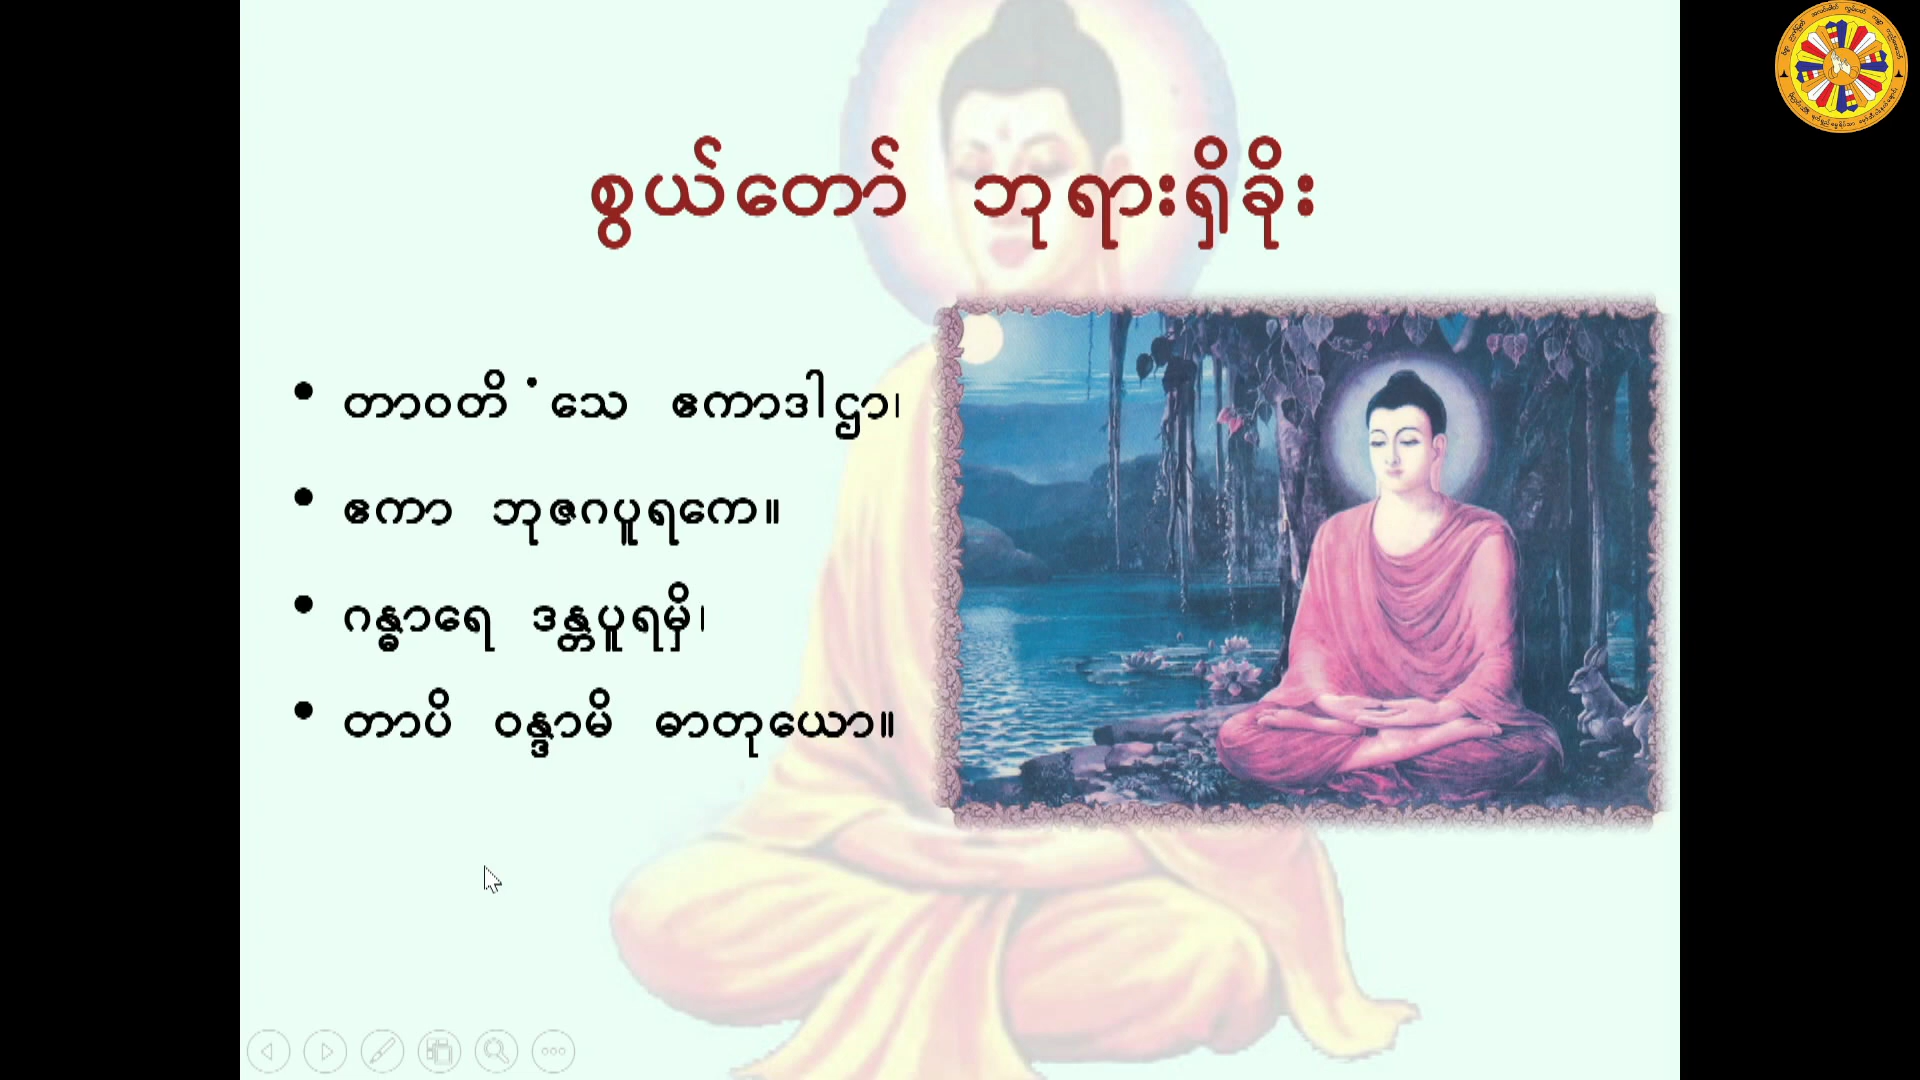 စွယ်တော် ဘုရားရှိခိုး
• တာဝတိံသေ ဧကာဒါဌာ၊
• ဧကာ ဘုဇဂပူရကေ။
• ဂန္ဓာရေ ဒန္တပူရမှိ၊
• တာပိ ဝန္ဒာမိ ဓာတုယော။